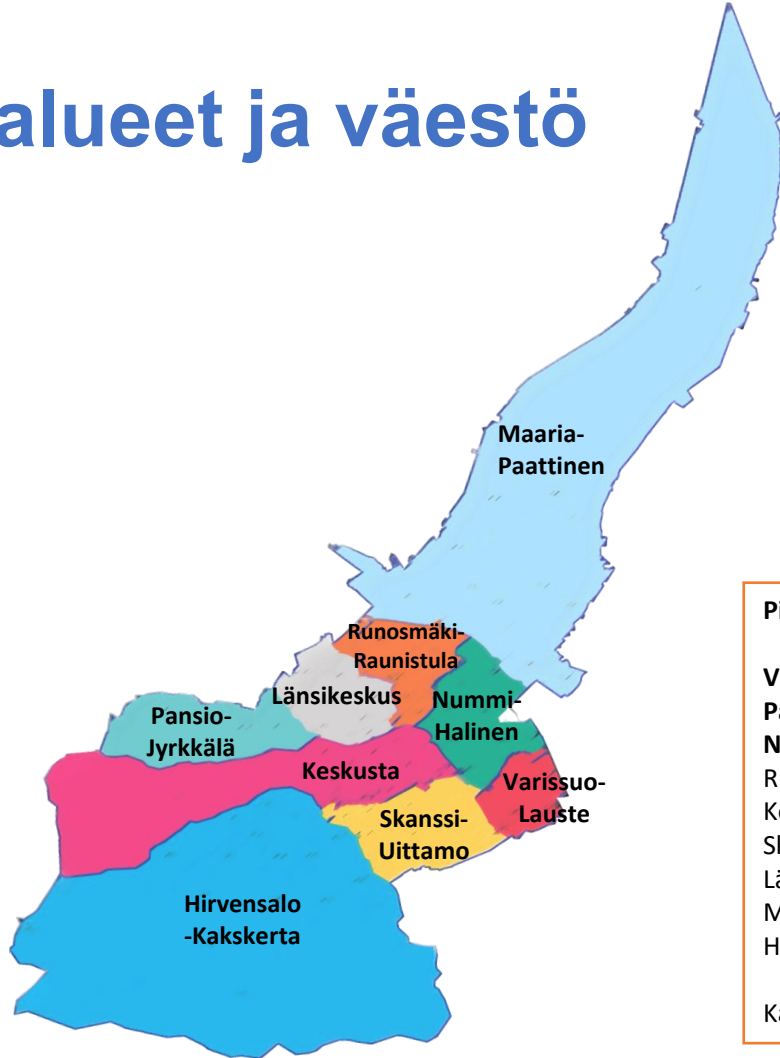 alueet ja väestö
Maaria-
Paattinen
Runosmäki-
Raunistula
Länsikeskus
Nummi-
Halinen
Pansio-
Jyrkkälä
Keskusta
Varissuo-
Lauste
Skanssi-
Uittamo
Hirvensalo
-Kakskerta